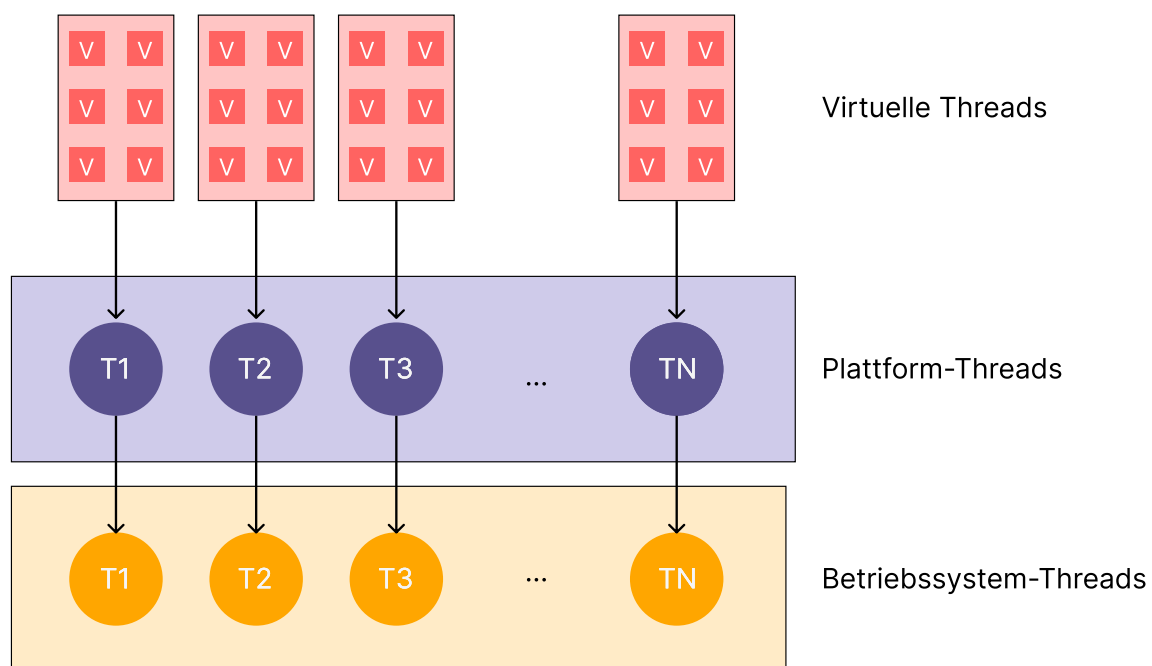 V V V V V V V V
V V V V V V V V
V V V V V V V V
Virtuelle Threads
T1 T2 T3 ... TN
Plattform-Threads
T1 T2 T3 ... TN
Betriebssystem-Threads